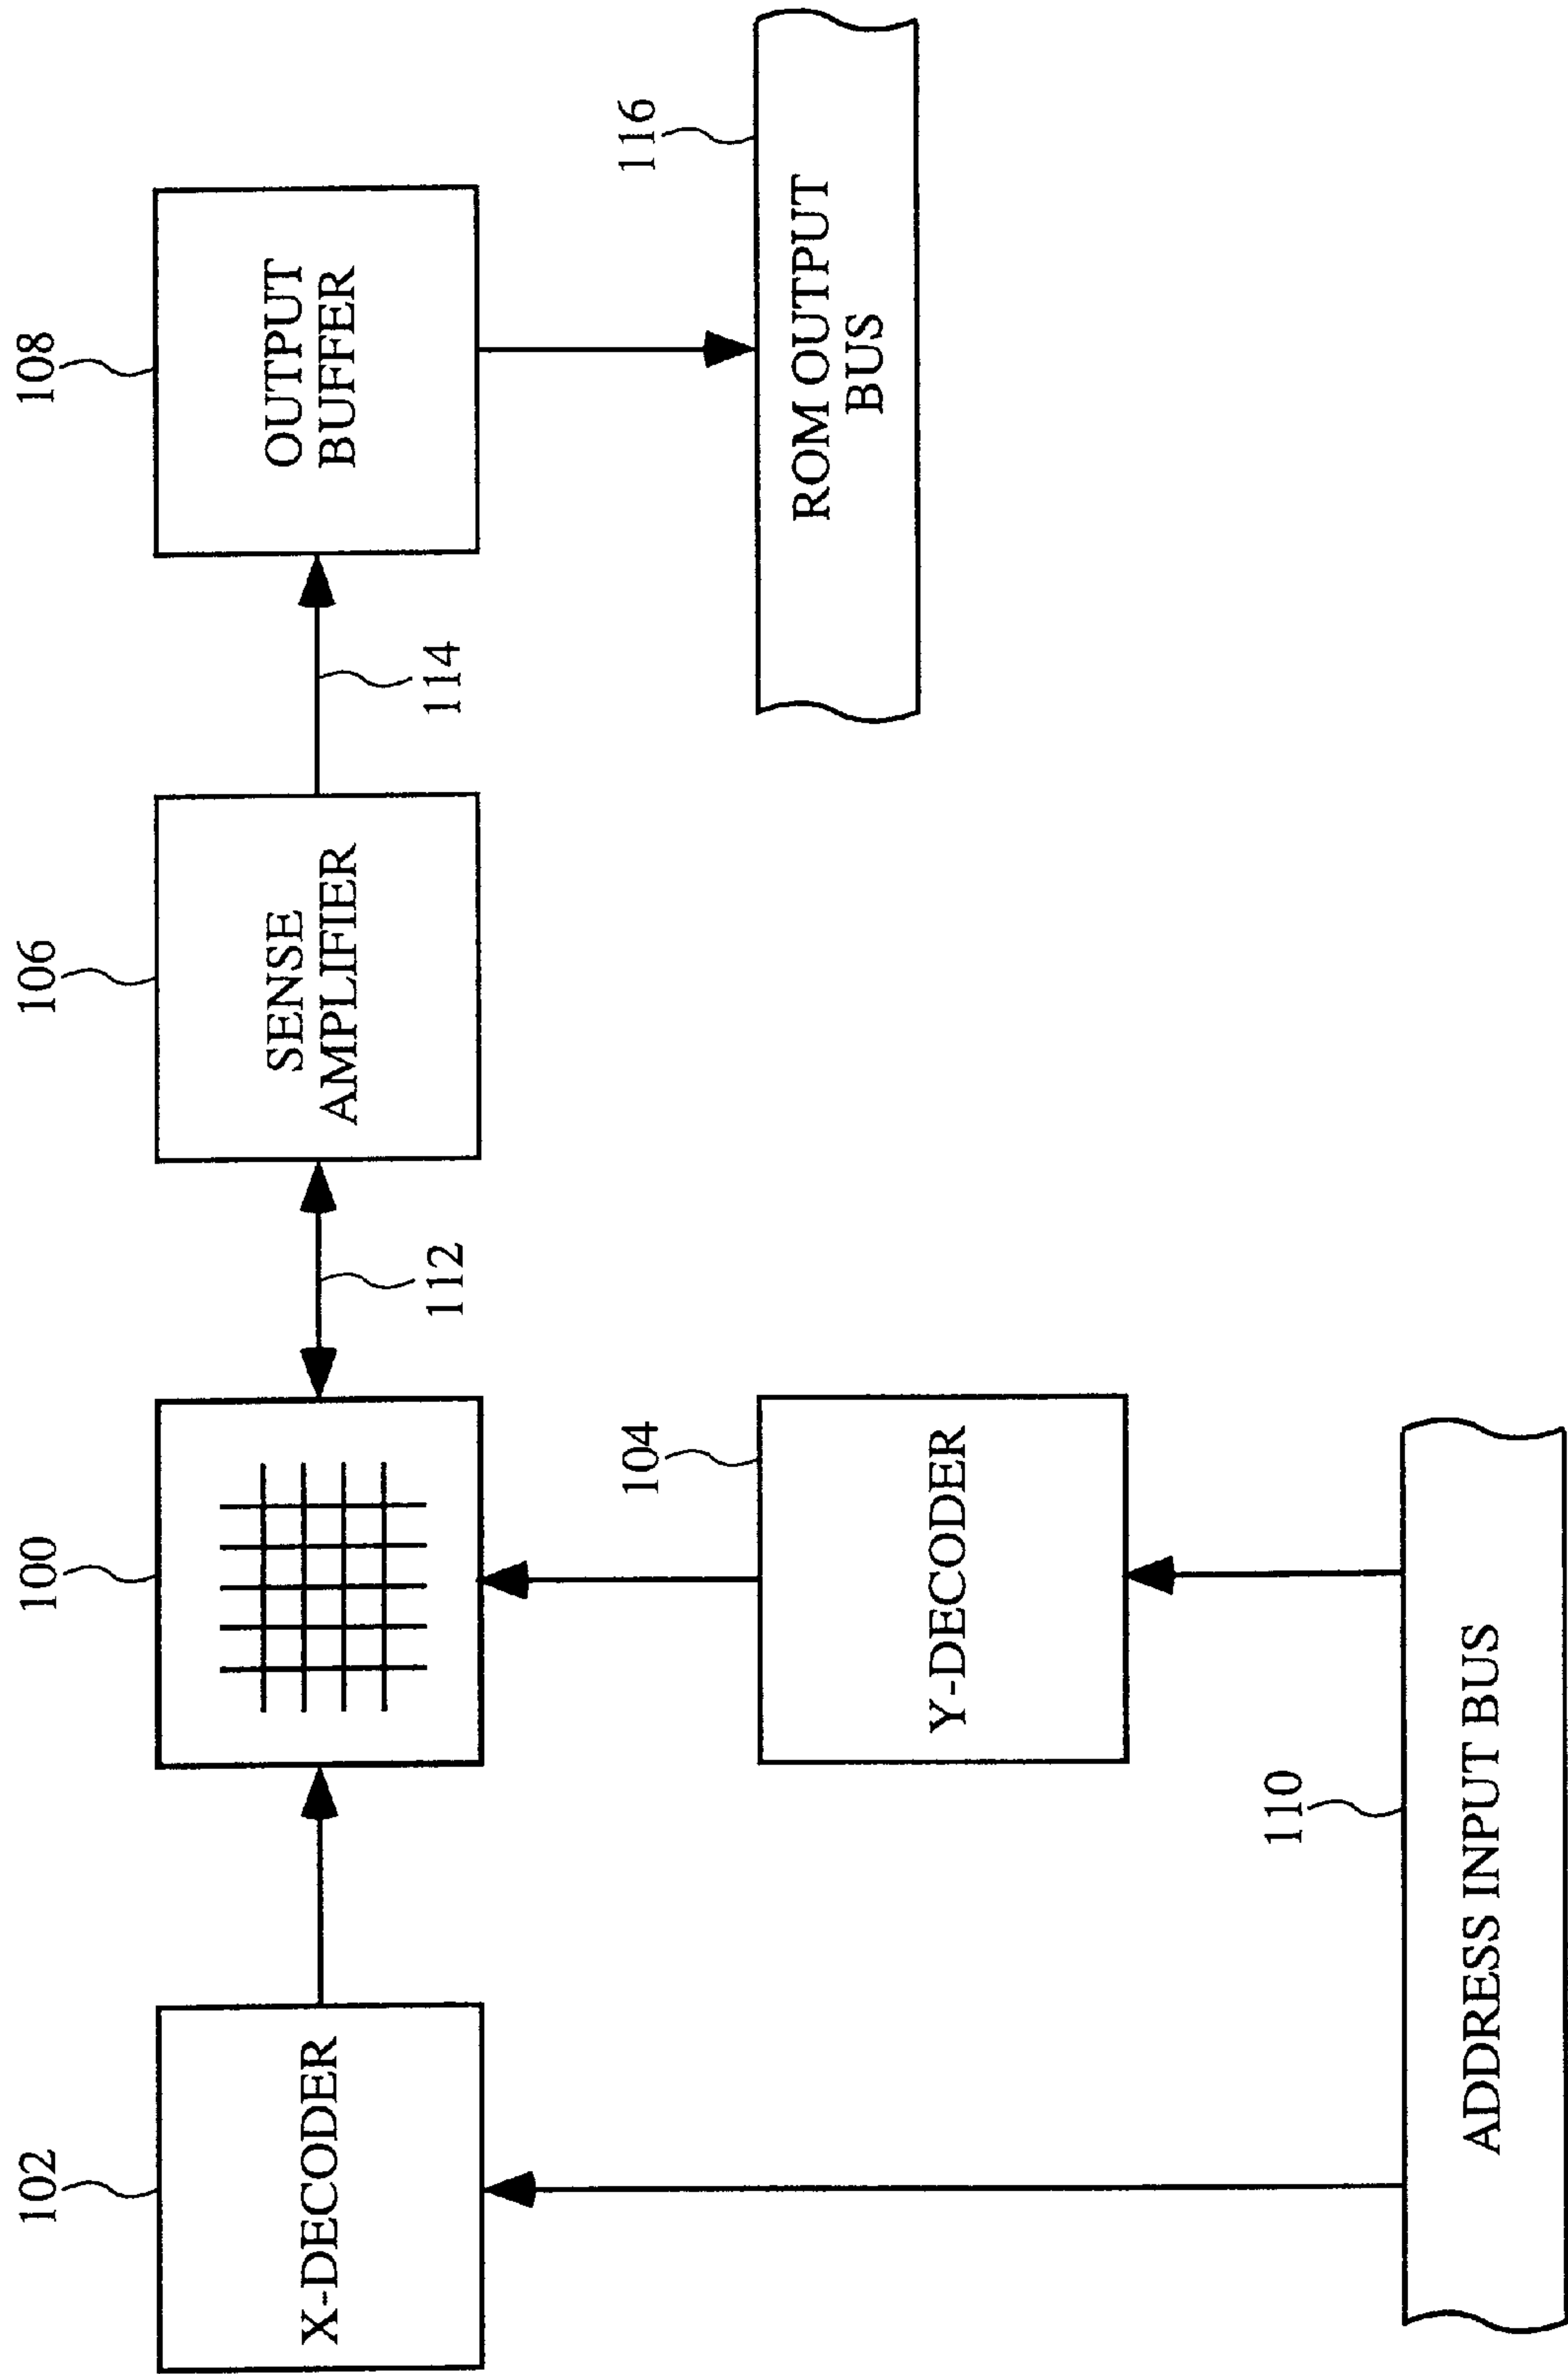 102
100
106
108
X-DECODER
SENSE
AMPLIFIER
OUTPUT
BUFFER
112
114
104
116
Y-DECODER
ROM OUTPUT
BUS
110
ADDRESS INPUT BUS